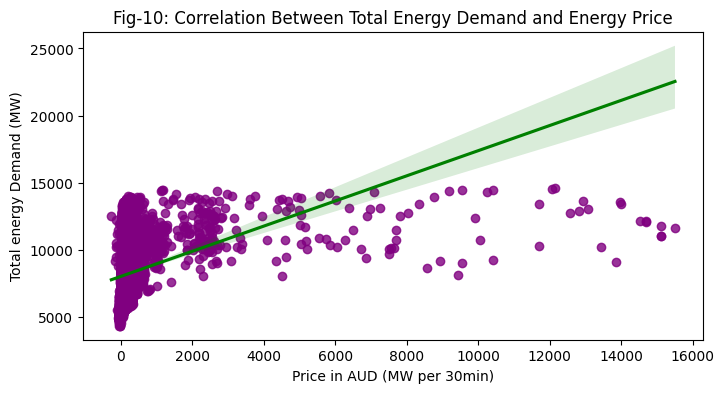 Fig-10: Correlation Between Total Energy Demand and Energy Price
25000
20000
15000
10000
5000
Total energy Demand (MW)
0 2000 4000 6000 8000 10000 12000 14000 16000
Price in AUD (MW per 30min)